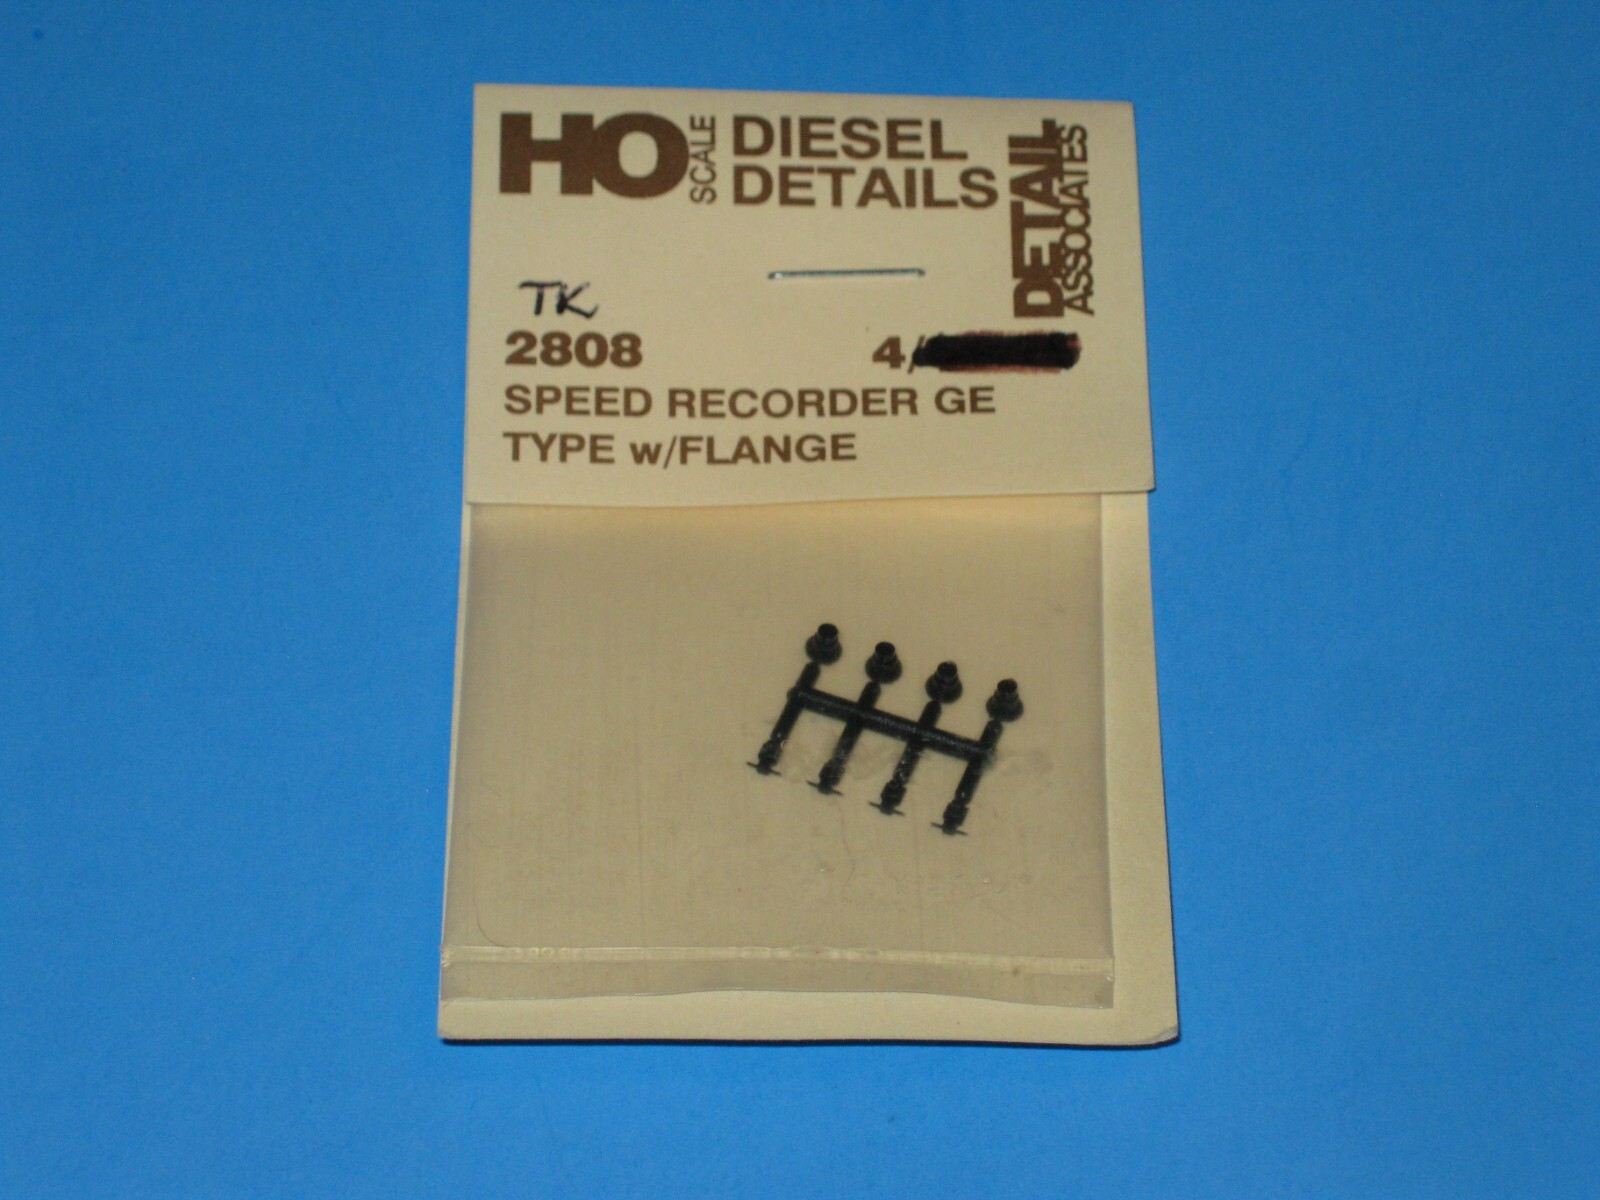 HO SCALE DIESEL DETAILS
DETAIL ASSOCIATES
TK
2808 4/
SPEED RECORDER GE
TYPE w/FLANGE